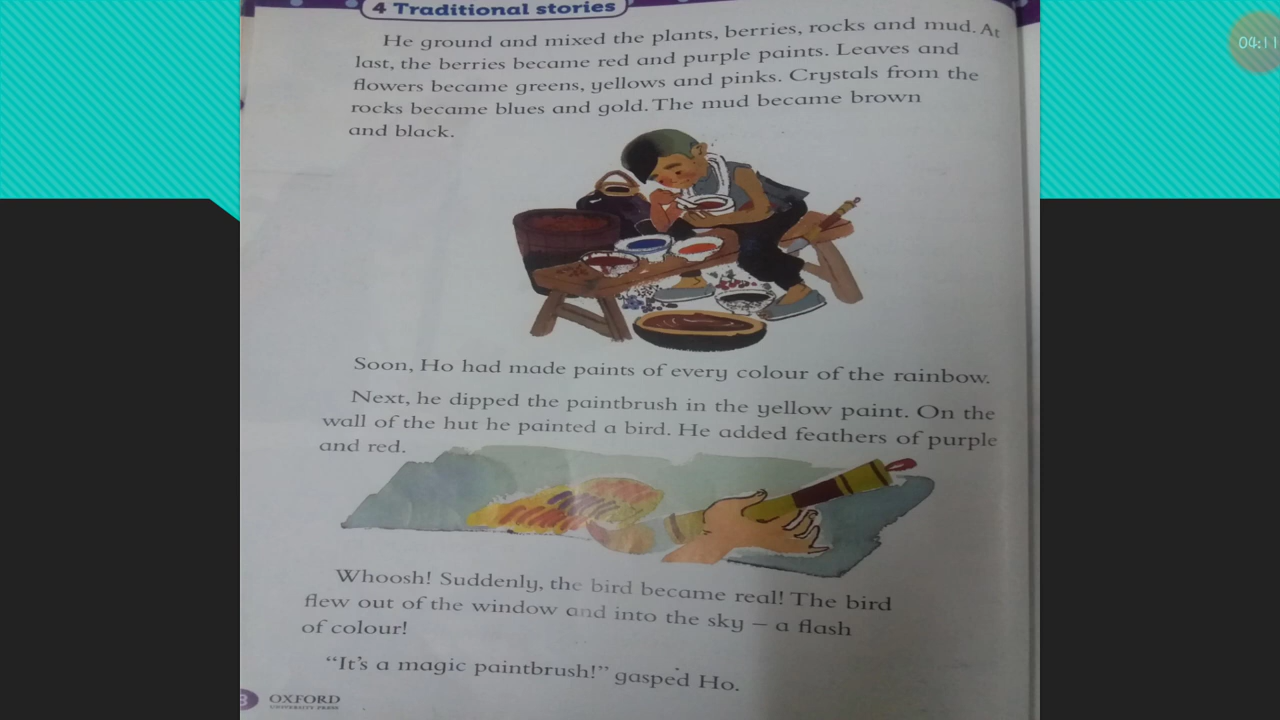 4 Traditional stories
04:11
He ground and mixed the plants, berries, rocks and mud. At
last, the berries became red and purple paints. Leaves and
flowers became greens, yellows and pinks. Crystals from the
rocks became blues and gold. The mud became brown
and black.
Soon, Ho had made paints of every colour of the rainbow.
Next, he dipped the paintbrush in the yellow paint. On the
wall of the hut he painted a bird. He added feathers of purple
and red.
Whoosh! Suddenly, the bird became real! The bird
flew out of the window and into the sky – a flash
of colour!
“It’s a magic paintbrush!” gasped Ho.
OXFORD
UNIVERSITY PRESS